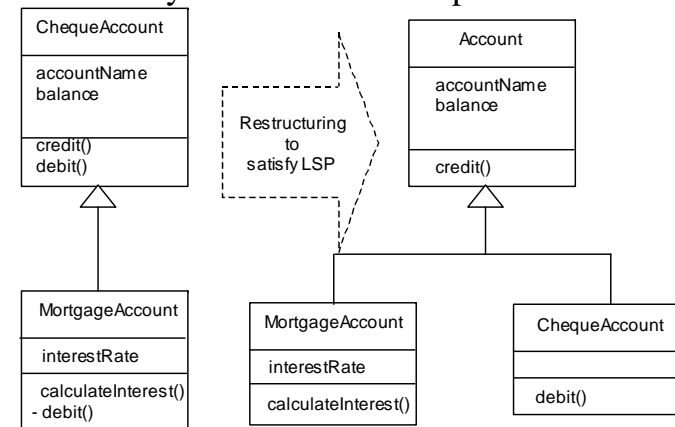 ChequeAccount
accountName
balance
credit()
debit()
MortgageAccount
interestRate
calculateInterest()
- debit()
Restructuring
to
satisfy LSP
Account
accountName
balance
credit()
MortgageAccount
interestRate
calculateInterest()
ChequeAccount
debit()